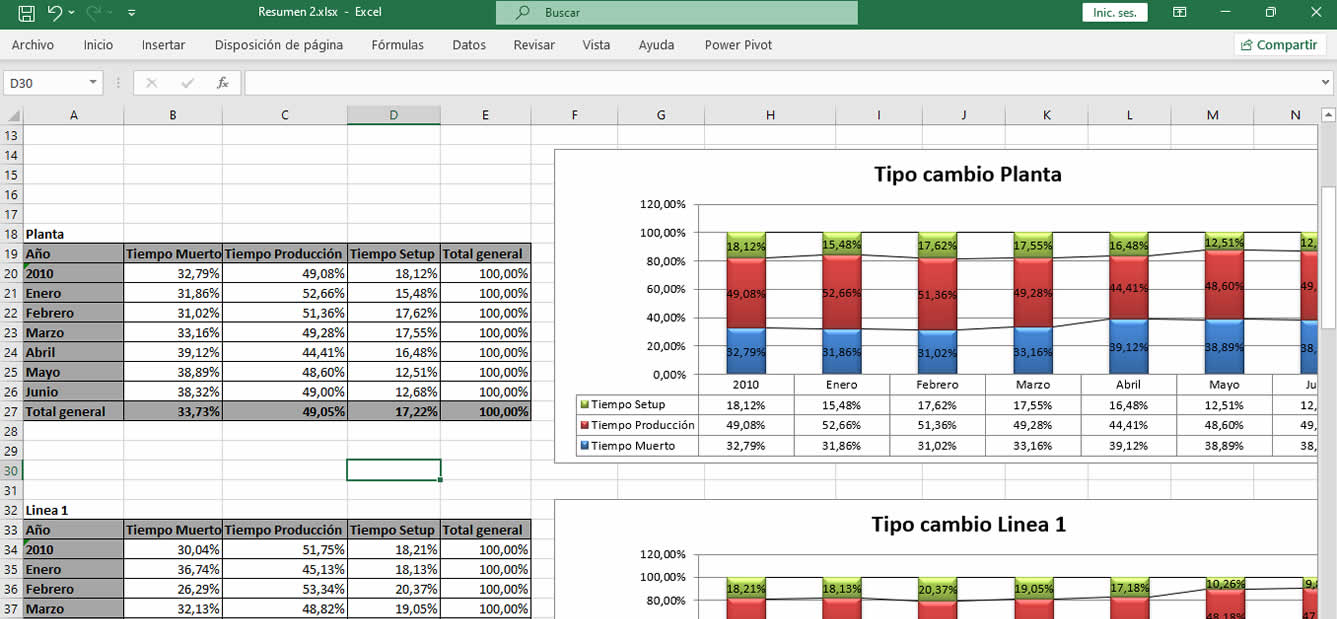 Resumen 2.xlsx - Excel
Buscar
Inic. ses.
Archivo Inicio Insertar Disposición de página Fórmulas Datos Revisar Vista Ayuda Power Pivot Compartir
D30 fx
A B C D E F G H I J K L M N
13
14
15
16
17
18 Planta
19 Año Tiempo Muerto Tiempo Producción Tiempo Setup Total general
20 2010 32,79% 49,08% 18,12% 100,00%
21 Enero 31,86% 52,66% 15,48% 100,00%
22 Febrero 31,02% 51,36% 17,62% 100,00%
23 Marzo 33,16% 49,28% 17,55% 100,00%
24 Abril 39,12% 44,41% 16,48% 100,00%
25 Mayo 38,89% 48,60% 12,51% 100,00%
26 Junio 38,32% 49,00% 12,68% 100,00%
27 Total general 33,73% 49,05% 17,22% 100,00%
28
29
30
31
32 Linea 1
33 Año Tiempo Muerto Tiempo Producción Tiempo Setup Total general
34 2010 30,04% 51,75% 18,21% 100,00%
35 Enero 36,74% 45,13% 18,13% 100,00%
36 Febrero 26,29% 53,34% 20,37% 100,00%
37 Marzo 32,13% 48,82% 19,05% 100,00%
Tipo cambio Planta
120,00%
100,00%
80,00%
60,00%
40,00%
20,00%
0,00%
18,12% 15,48% 17,62% 17,55% 16,48% 12,51% 12,
49,08% 52,66% 51,36% 49,28% 44,41% 48,60% 49,
32,79% 31,86% 31,02% 33,16% 39,12% 38,89% 38,
2010 Enero Febrero Marzo Abril Mayo Ju
Tiempo Setup 18,12% 15,48% 17,62% 17,55% 16,48% 12,51% 12,
Tiempo Producción 49,08% 52,66% 51,36% 49,28% 44,41% 48,60% 49,
Tiempo Muerto 32,79% 31,86% 31,02% 33,16% 39,12% 38,89% 38,
Tipo cambio Linea 1
120,00%
100,00%
80,00%
18,21% 18,13% 20,37% 19,05% 17,18% 10,26% 9,
48,18% 47